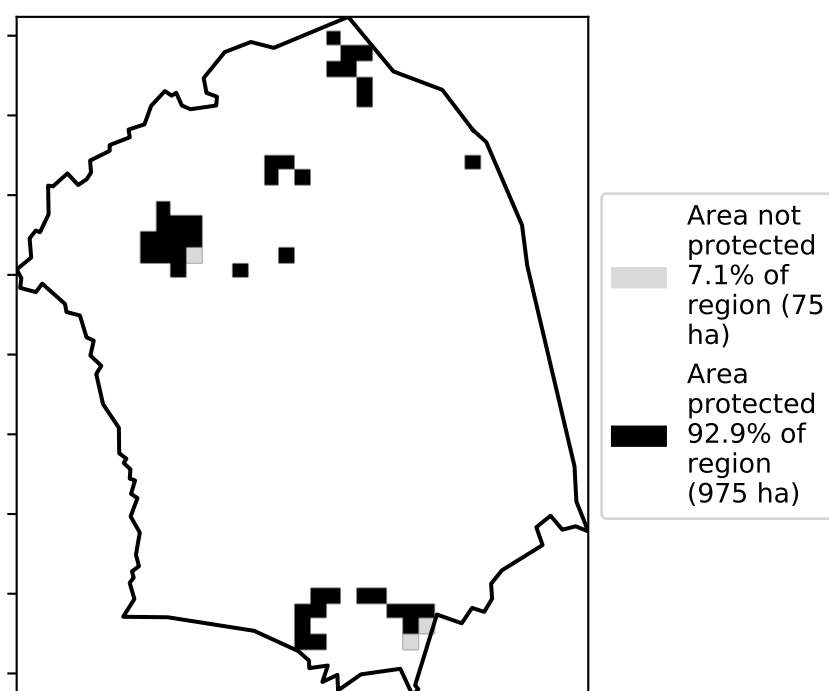 Area not
protected
7.1% of
region (75
ha)
Area
protected
92.9% of
region
(975 ha)